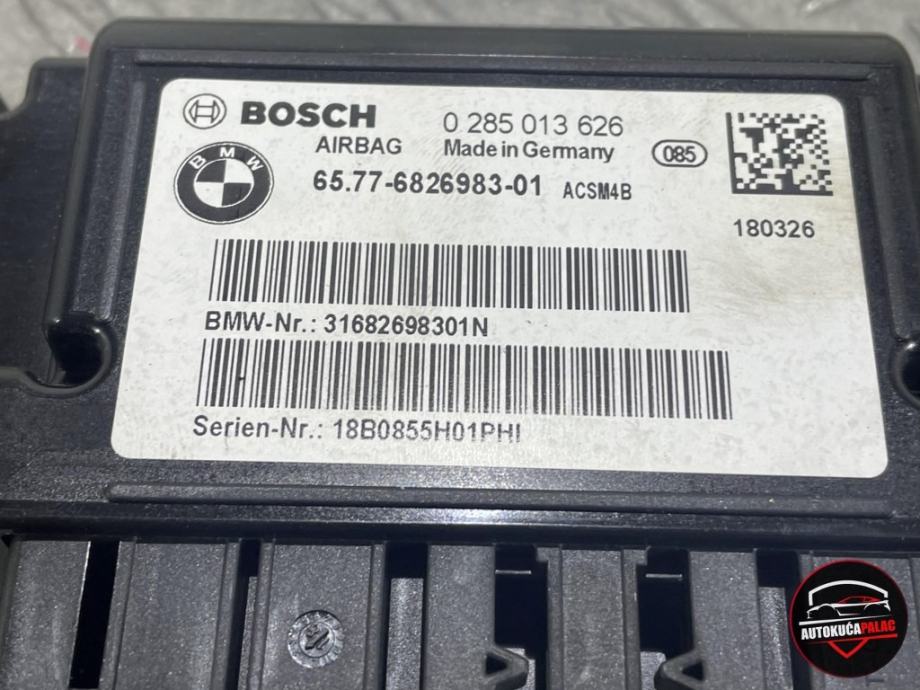 BOSCH 0 285 013 626
AIRBAG Made in Germany 085
BMW
65.77-6826983-01 ACSM4B
180326
BMW-Nr.: 31682698301N
Serien-Nr.: 18B0855H01PHI
AUTOKUĆA PALAC